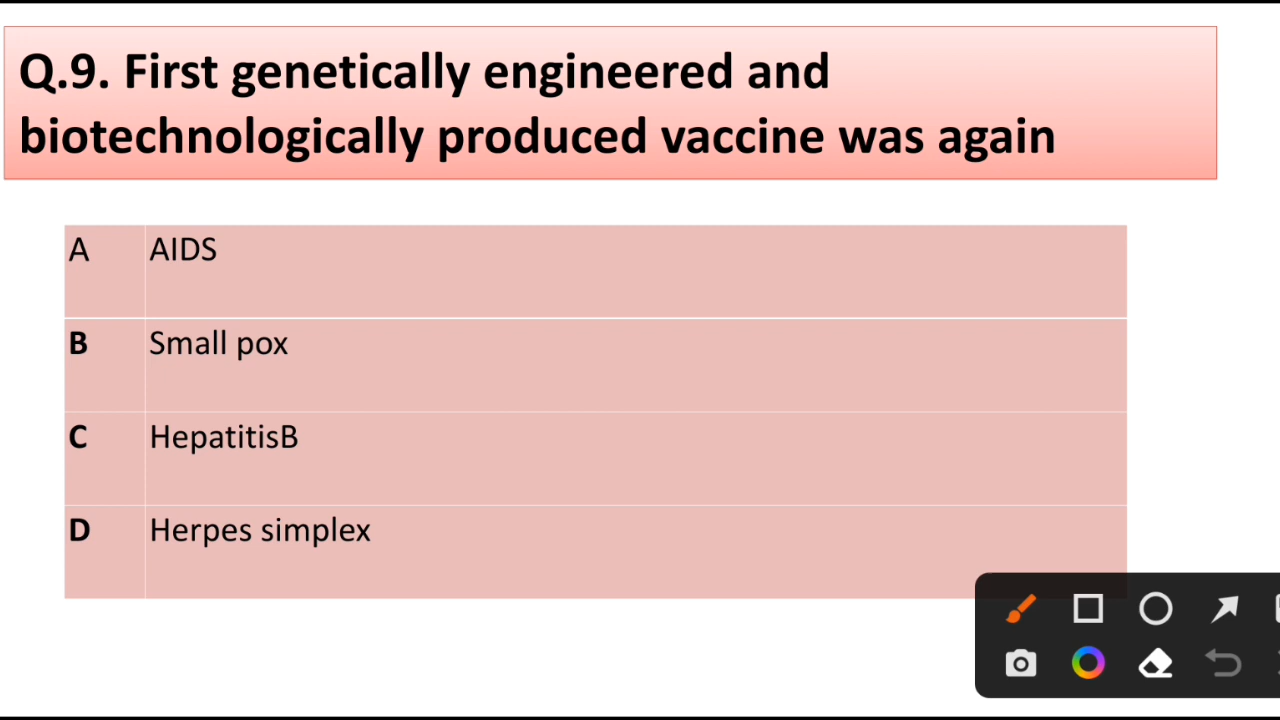 Q.9. First genetically engineered and
biotechnologically produced vaccine was again
A AIDS
B Small pox
C HepatitisB
D Herpes simplex